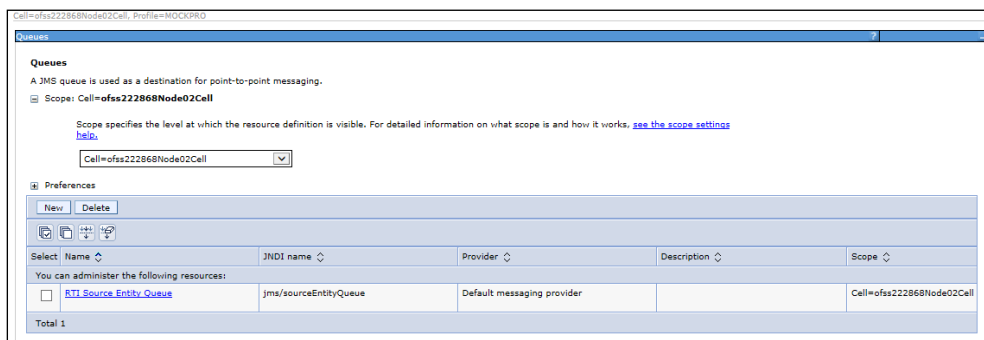 Cell=ofss222868Node02Cell, Profile=MOCKPRO
Queues ?
Queues
A JMS queue is used as a destination for point-to-point messaging.
Scope: Cell=ofss222868Node02Cell
Scope specifies the level at which the resource definition is visible. For detailed information on what scope is and how it works, see the scope settings
help.
Cell=ofss222868Node02Cell
Preferences
New Delete
Select Name JNDI name Provider Description Scope
You can administer the following resources:
RTI Source Entity Queue jms/sourceEntityQueue Default messaging provider Cell=ofss222868Node02Cell
Total 1